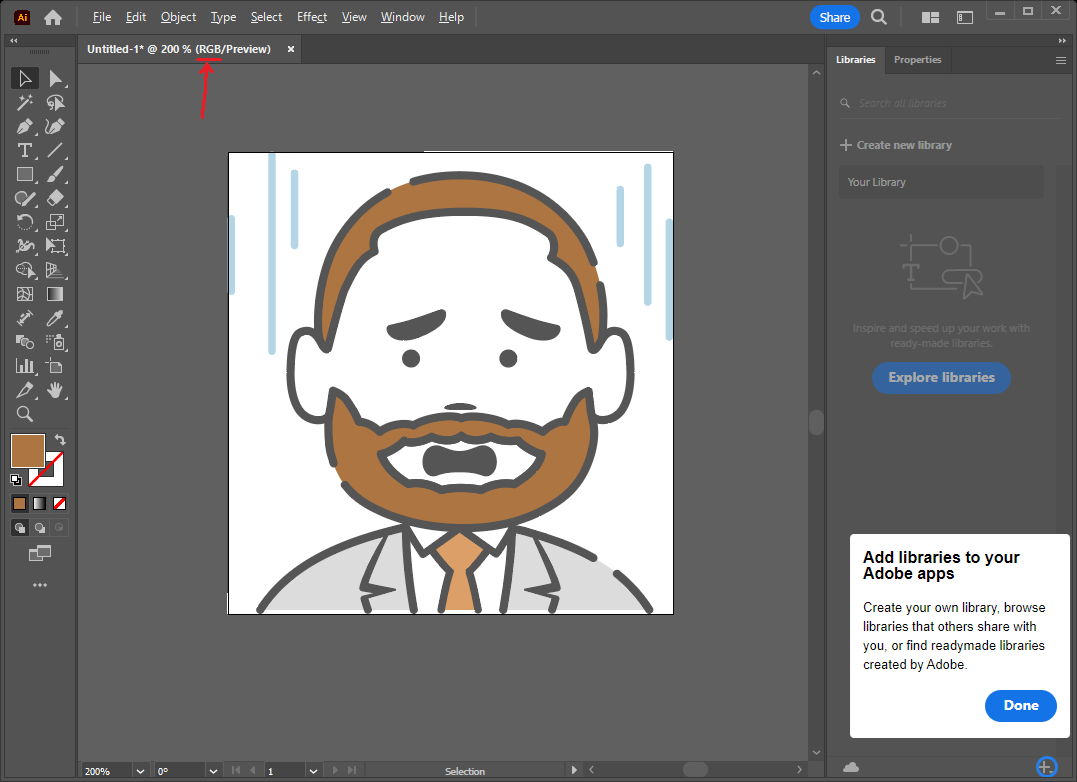 Ai
File Edit Object Type Select Effect View Window Help
Share
Untitled-1* @ 200 % (RGB/Preview)
Libraries Properties
Search all libraries
Create new library
Your Library
T
T
Inspire and speed up your work with
ready-made libraries.
Explore libraries
Add libraries to your
Adobe apps
Create your own library, browse
libraries that others share with
you, or find readymade libraries
created by Adobe.
Done
200% 0° 1 Selection